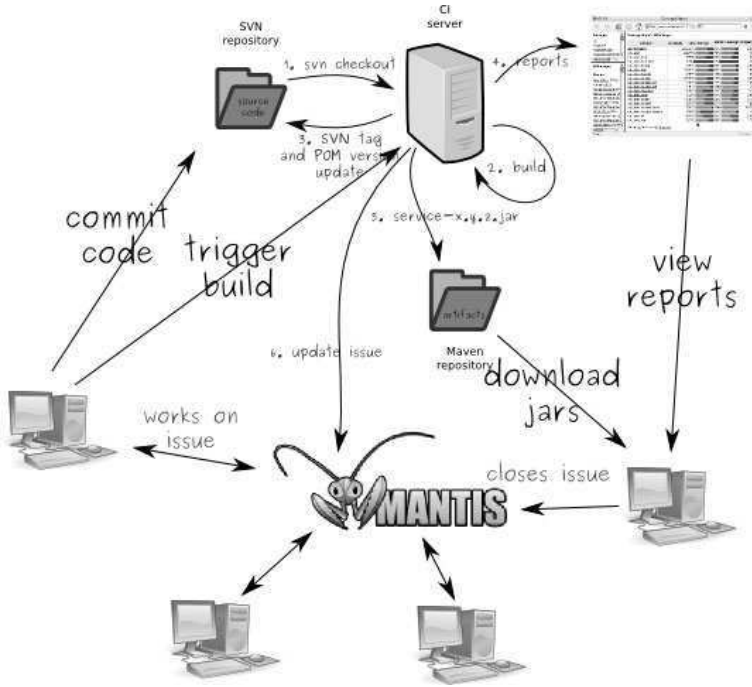 SVN
repository
CI
server
1. svn checkout
4. reports
source
code
3. SVN tag
and POM version
update
2. build
commit
code
trigger
build
5. service-x.y.z.jar
view
reports
artifacts
Maven
repository
6. update issue
download
jars
works on
issue
closes issue
MANTIS